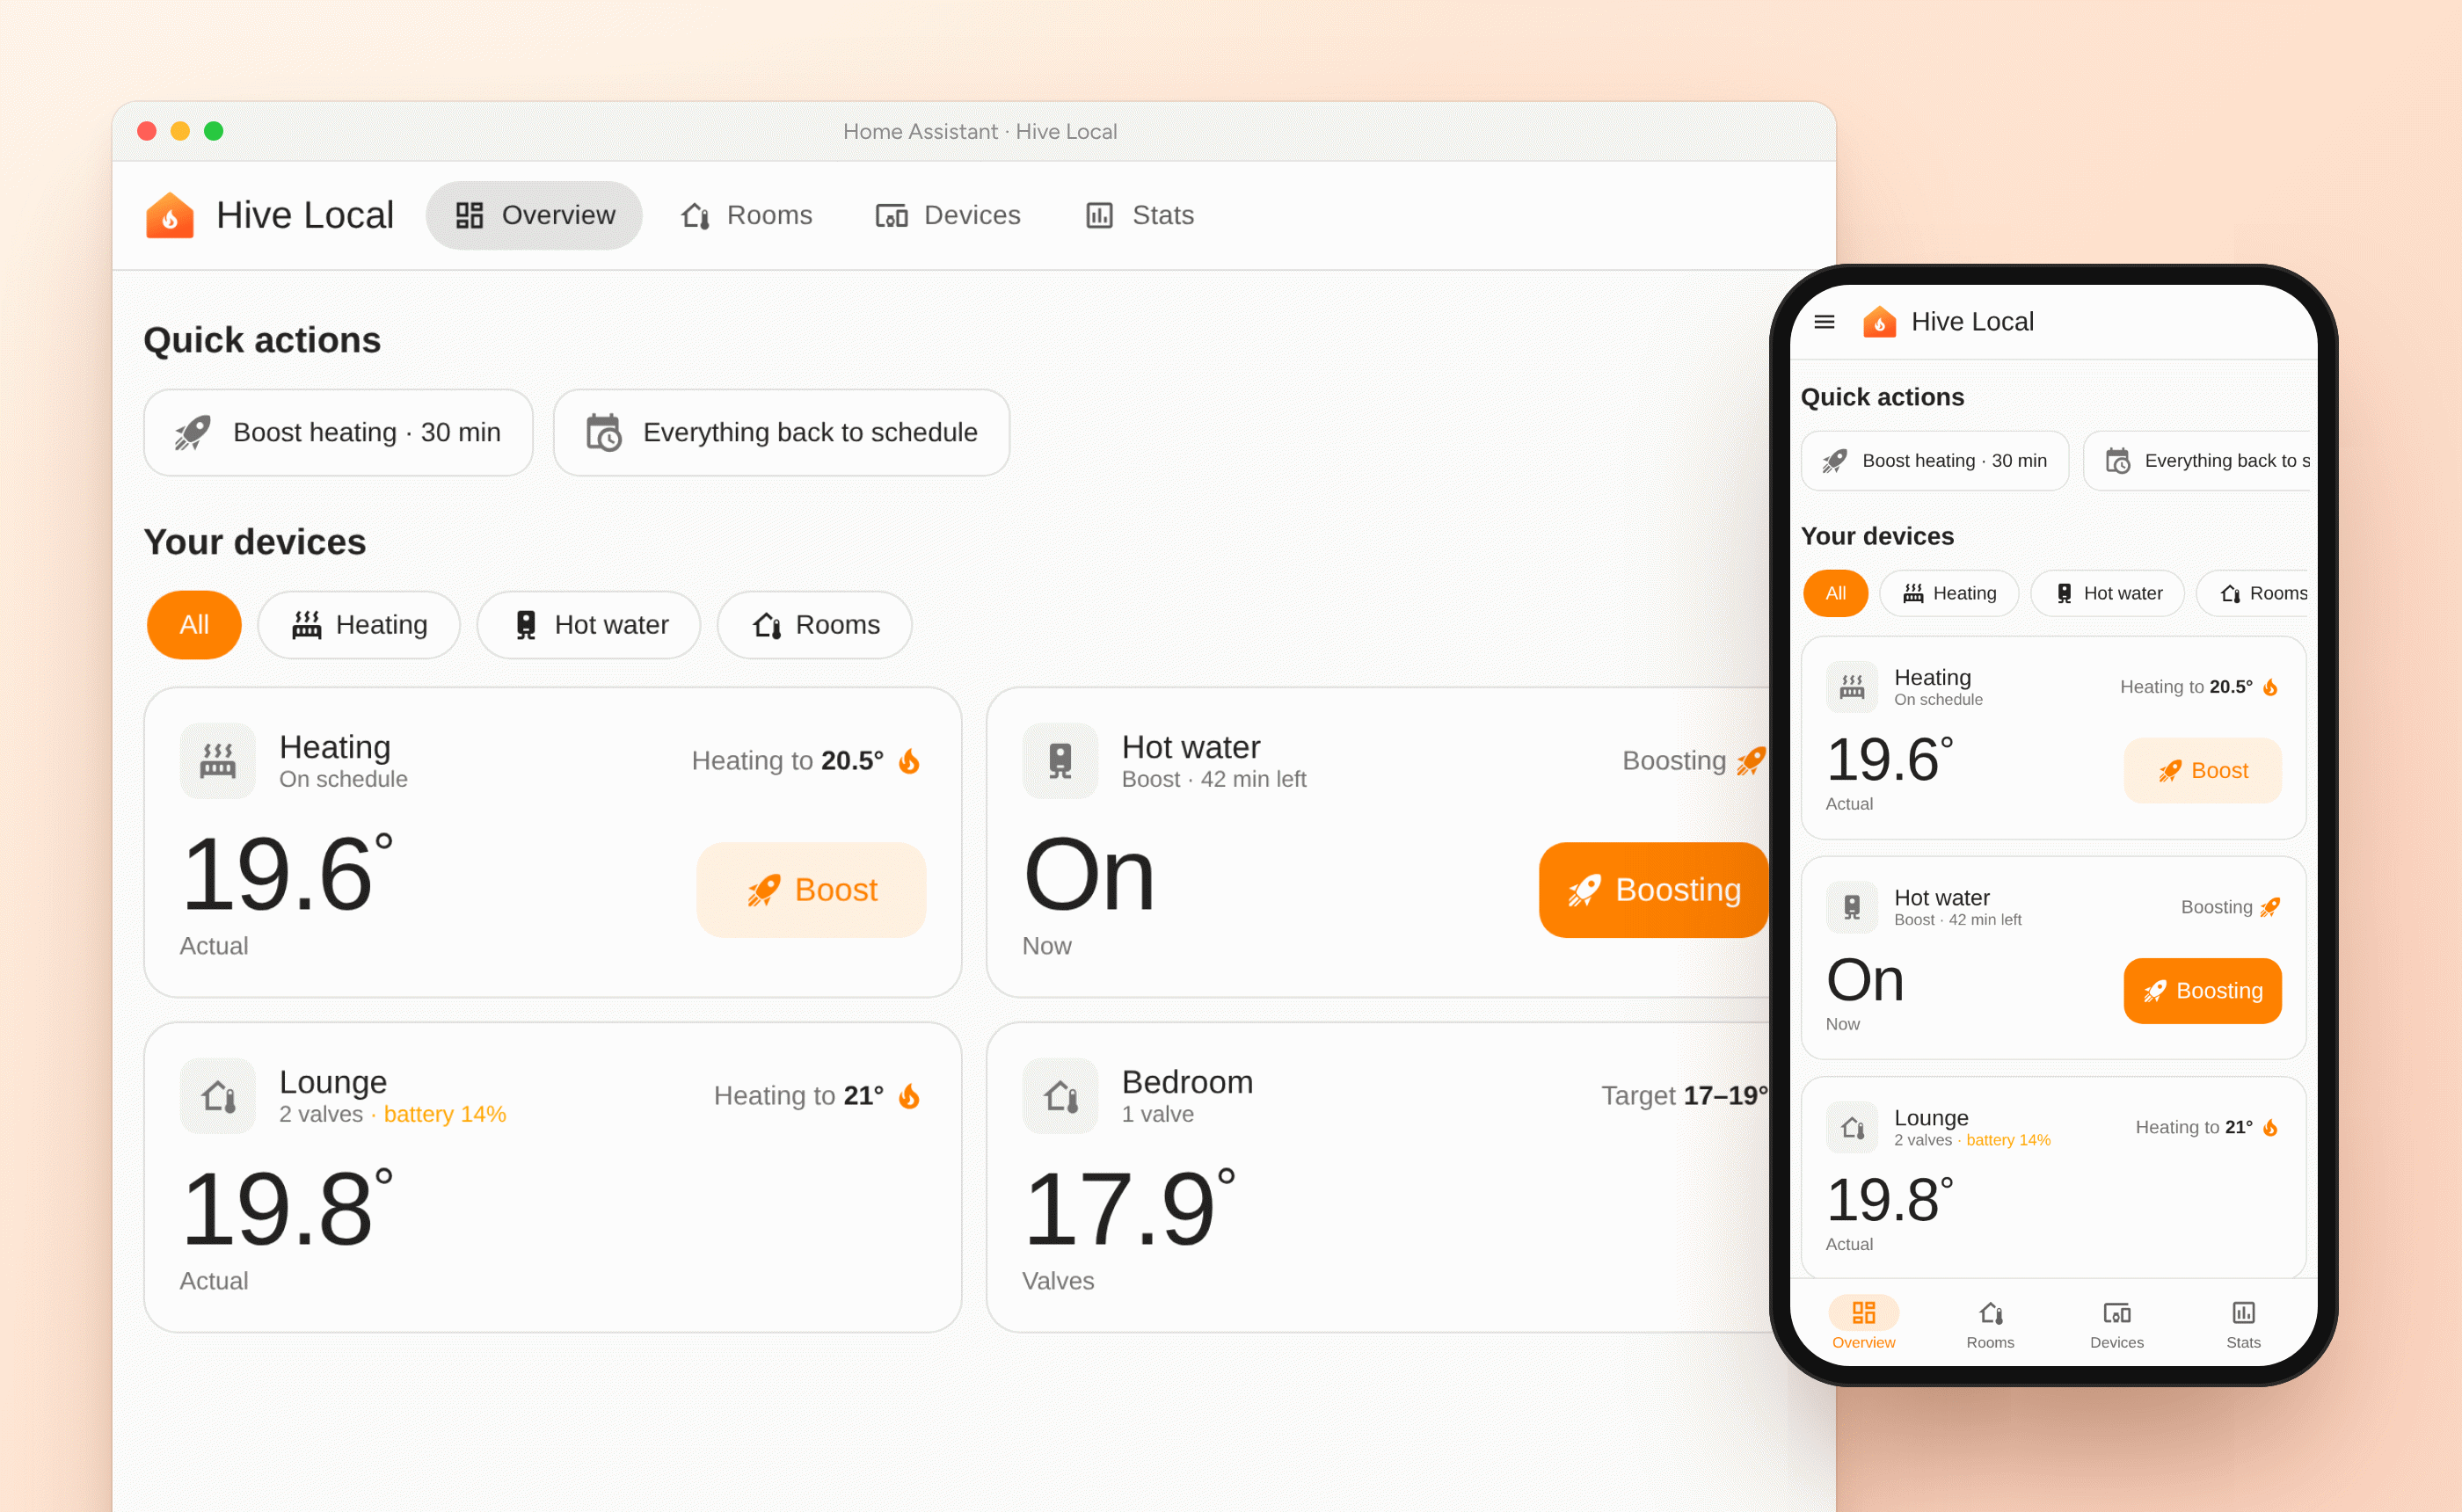 Home Assistant · Hive Local
Hive Local
Overview
Rooms
Devices
Stats
Quick actions
Boost heating · 30 min
Everything back to schedule
Your devices
All
Heating
Hot water
Rooms
Heating
On schedule
Heating to 20.5°
19.6°
Actual
Boost
Hot water
Boost · 42 min left
Boosting
On
Now
Boosting
Lounge
2 valves · battery 14%
Heating to 21°
19.8°
Actual
Bedroom
1 valve
Target 17–19°
17.9°
Valves
Hive Local
Quick actions
Boost heating · 30 min
Everything back to s
Your devices
All
Heating
Hot water
Rooms
Heating
On schedule
Heating to 20.5°
19.6°
Actual
Boost
Hot water
Boost · 42 min left
Boosting
On
Now
Boosting
Lounge
2 valves · battery 14%
Heating to 21°
19.8°
Actual
Overview
Rooms
Devices
Stats